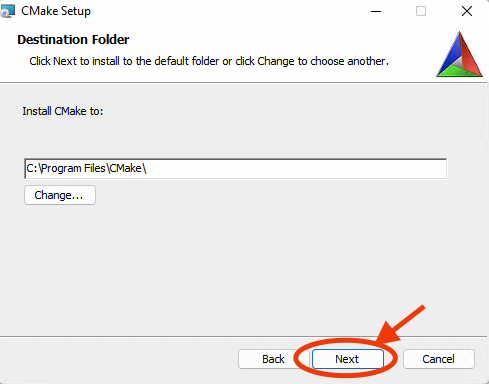 CMake Setup
Destination Folder
Click Next to install to the default folder or click Change to choose another.
Install CMake to:
C:\Program Files\CMake\
Change...
Back Next Cancel